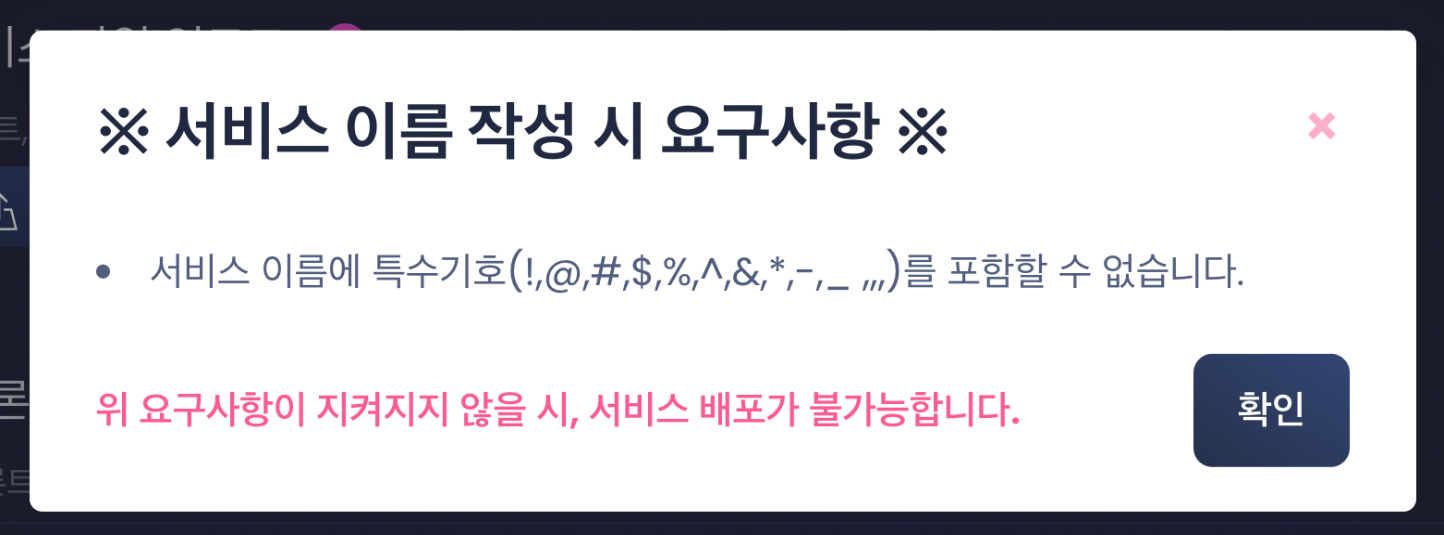 ※ 서비스 이름 작성 시 요구사항 ※
×
• 서비스 이름에 특수기호(!,@,#,$,%,^,&,*,-,_ ,,,)를 포함할 수 없습니다.
위 요구사항이 지켜지지 않을 시, 서비스 배포가 불가능합니다.
확인